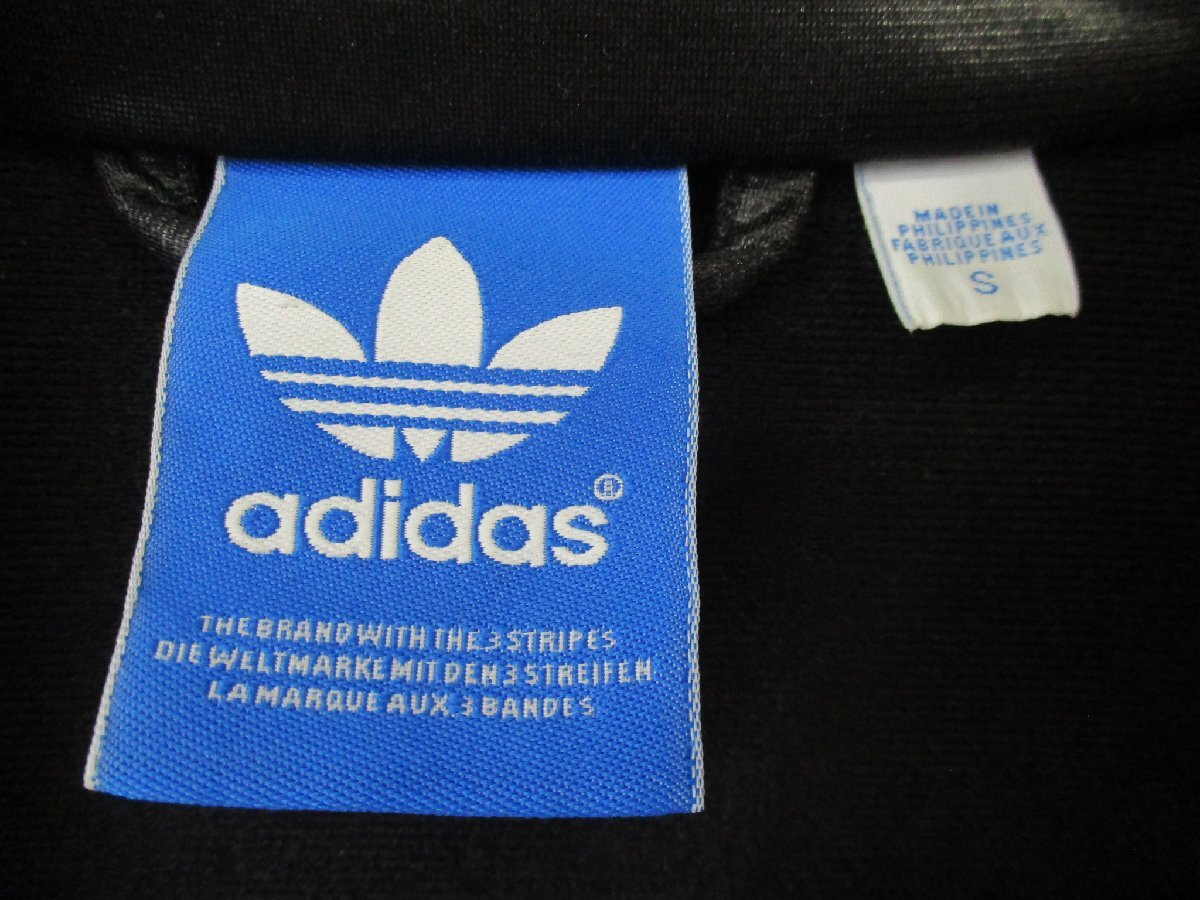 adidas®
THE BRAND WITH THE 3 STRIPES
DIE WELTMARKE MIT DEN 3 STREIFEN
LA MARQUE AUX 3 BANDES
MADE IN
PHILIPPINES
FABRIQUE AUX
PHILIPPINES
S